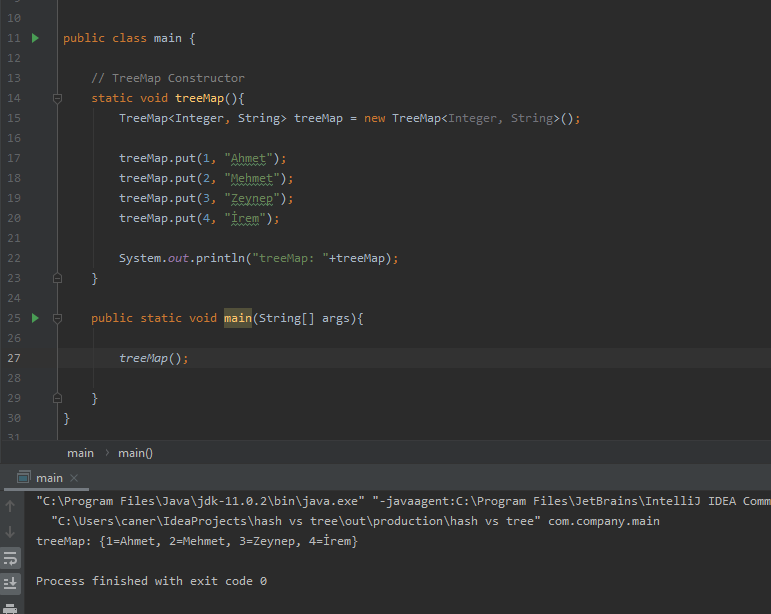 10
11 public class main {
12
13 // TreeMap Constructor
14 static void treeMap(){
15 TreeMap<Integer, String> treeMap = new TreeMap<Integer, String>();
16
17 treeMap.put(1, "Ahmet");
18 treeMap.put(2, "Mehmet");
19 treeMap.put(3, "Zeynep");
20 treeMap.put(4, "İrem");
21
22 System.out.println("treeMap: "+treeMap);
23 }
24
25 public static void main(String[] args){
26
27 treeMap();
28
29 }
30 }
31
main › main()
main ×
"C:\Program Files\Java\jdk-11.0.2\bin\java.exe" "-javaagent:C:\Program Files\JetBrains\IntelliJ IDEA Comm
"C:\Users\caner\IdeaProjects\hash vs tree\out\production\hash vs tree" com.company.main
treeMap: {1=Ahmet, 2=Mehmet, 3=Zeynep, 4=İrem}
Process finished with exit code 0